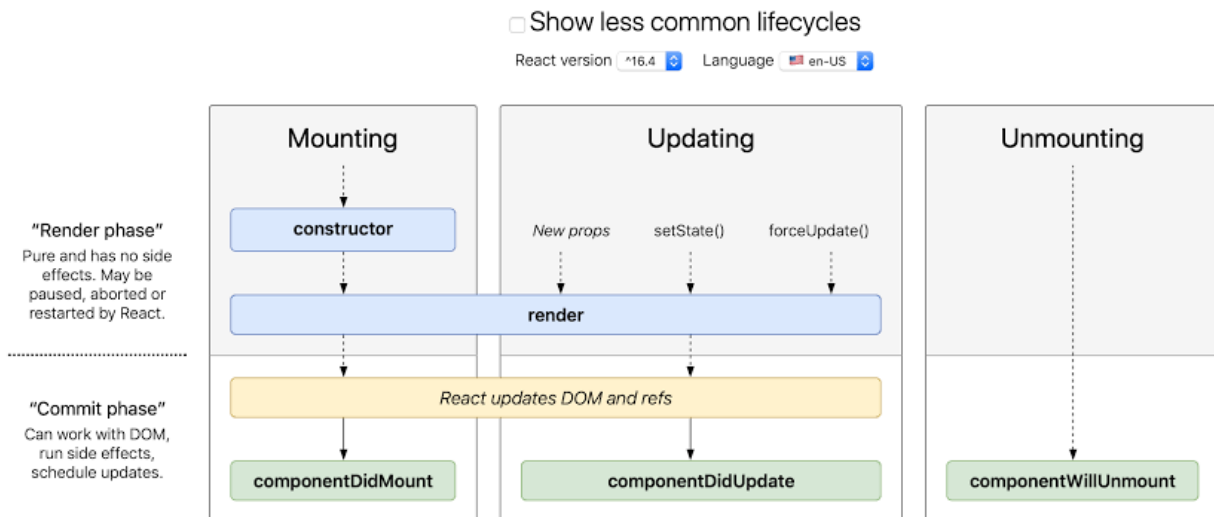 Show less common lifecycles
React version ^16.4 Language 🇺🇸 en-US
Mounting
Updating
Unmounting
“Render phase”
Pure and has no side
effects. May be
paused, aborted or
restarted by React.
constructor
New props
setState()
forceUpdate()
render
“Commit phase”
Can work with DOM,
run side effects,
schedule updates.
React updates DOM and refs
componentDidMount
componentDidUpdate
componentWillUnmount